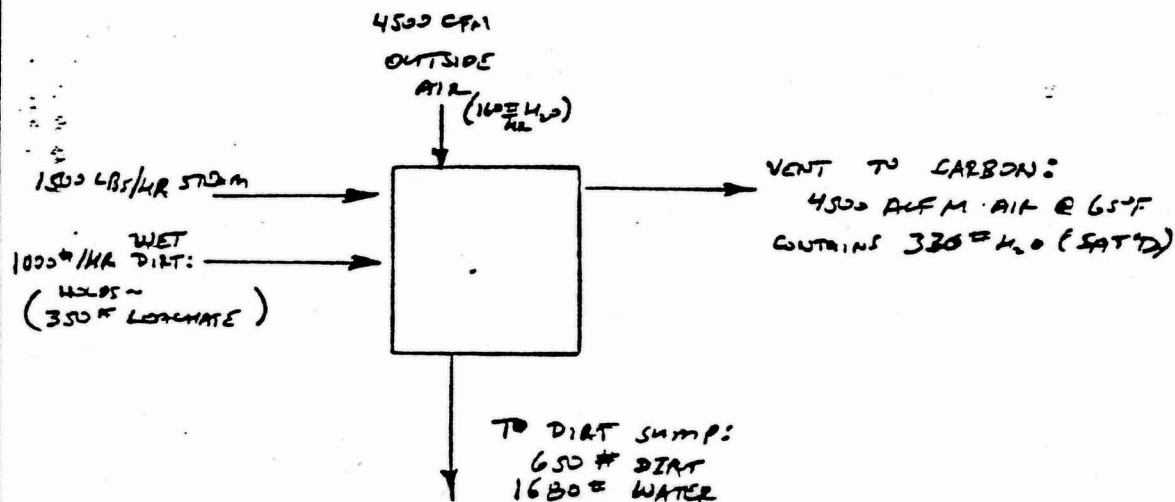 4500 CFM
OUTSIDE
AIR
(160 # H₂O/HR)
1500 LBS/HR STEAM
1000 #/HR WET DIRT:
(HOLDS ~
350 # LEACHATE)
VENT TO CARBON:
4500 ACFM AIR @ 65°F
CONTAINS 330 # H₂O (SAT'D)
TO DIRT SUMP:
650 # DIRT
1680 # WATER